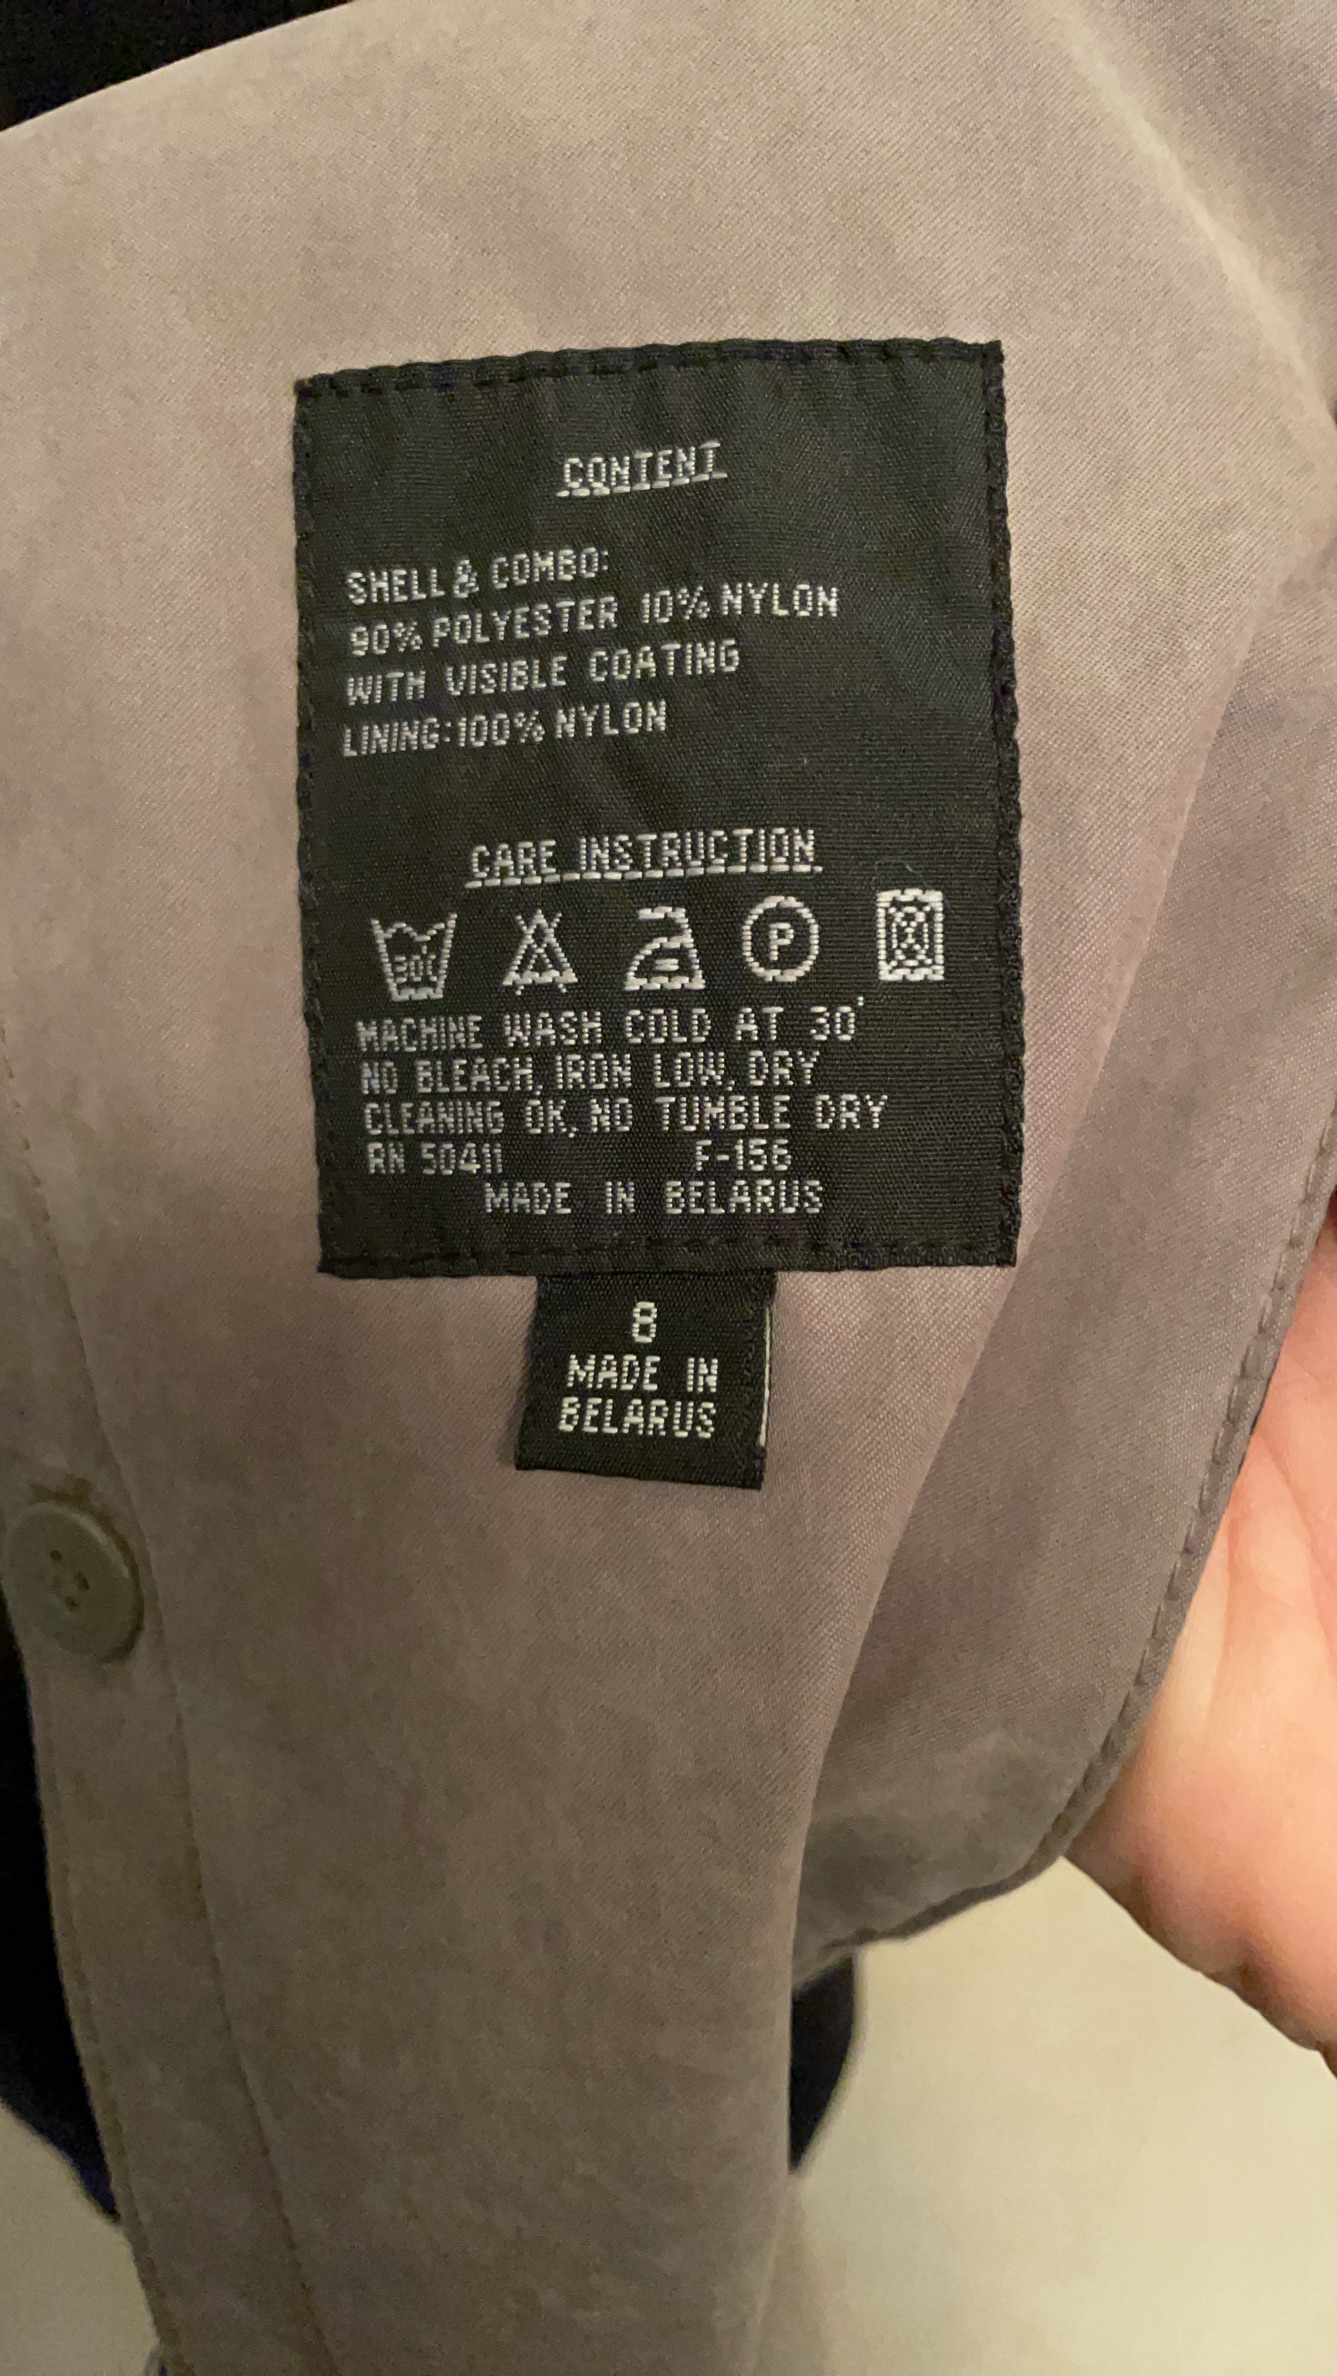 CONTENT
SHELL & COMBO:
90% POLYESTER 10% NYLON
WITH VISIBLE COATING
LINING:100% NYLON
CARE INSTRUCTION
30C
P
MACHINE WASH COLD AT 30°
NO BLEACH, IRON LOW, DRY
CLEANING OK, NO TUMBLE DRY
RN 50411 F-156
MADE IN BELARUS
8
MADE IN
BELARUS